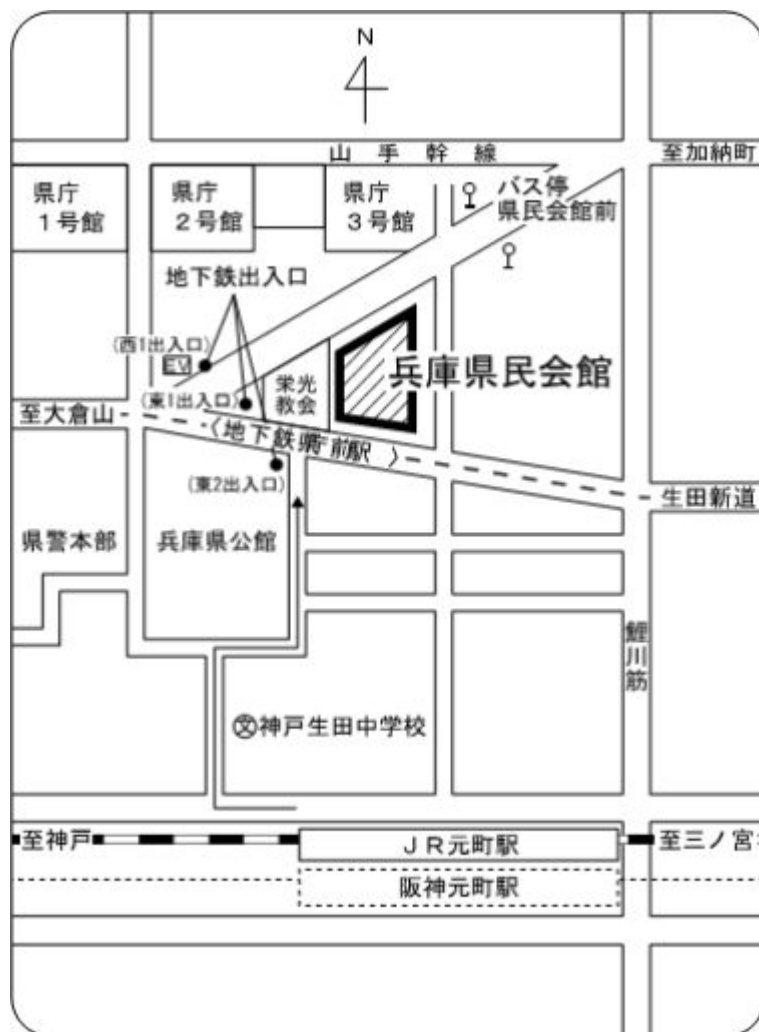 N
山手幹線
至加納町
県庁
1号館
県庁
2号館
県庁
3号館
バス停
県民会館前
地下鉄出入口
(西1出入口)
EV
兵庫県民会館
栄光
教会
(東1出入口)
至大倉山
〈地下鉄県庁前駅〉
(東2出入口)
生田新道
県警本部
兵庫県公館
鯉川筋
文神戸生田中学校
至神戸
JR元町駅
至三ノ宮
阪神元町駅